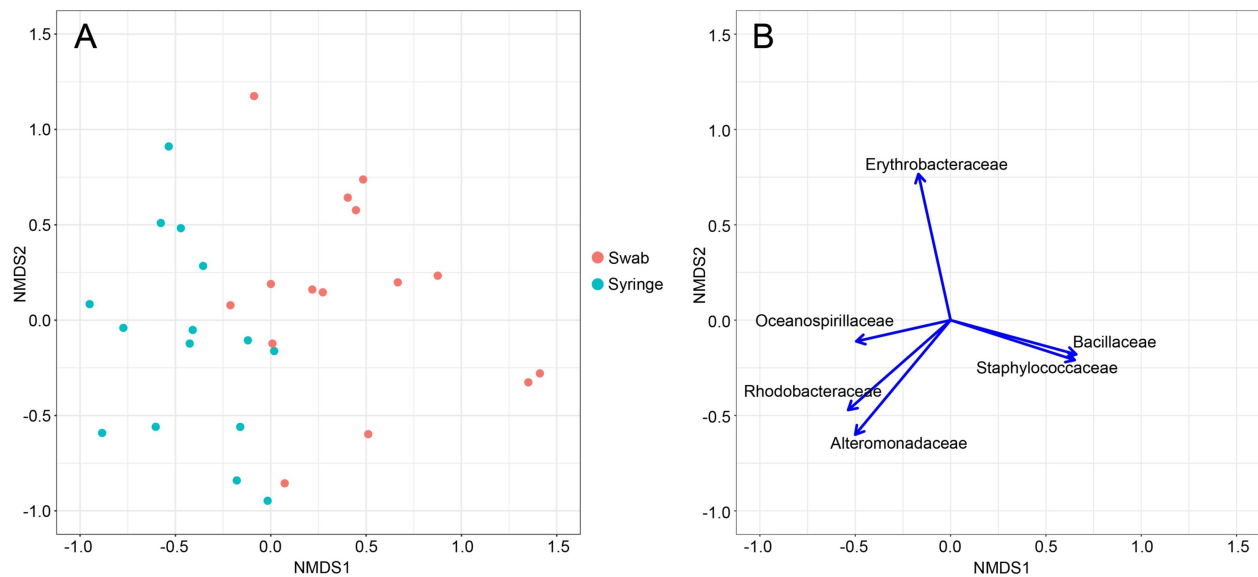 A
1.5
1.0
0.5
0.0
-0.5
-1.0
NMDS2
-1.0 -0.5 0.0 0.5 1.0 1.5
NMDS1
Swab
Syringe
B
1.5
1.0
0.5
0.0
-0.5
-1.0
NMDS2
Erythrobacteraceae
Oceanospirillaceae
Bacillaceae
Staphylococcaceae
Rhodobacteraceae
Alteromonadaceae
-1.0 -0.5 0.0 0.5 1.0 1.5
NMDS1